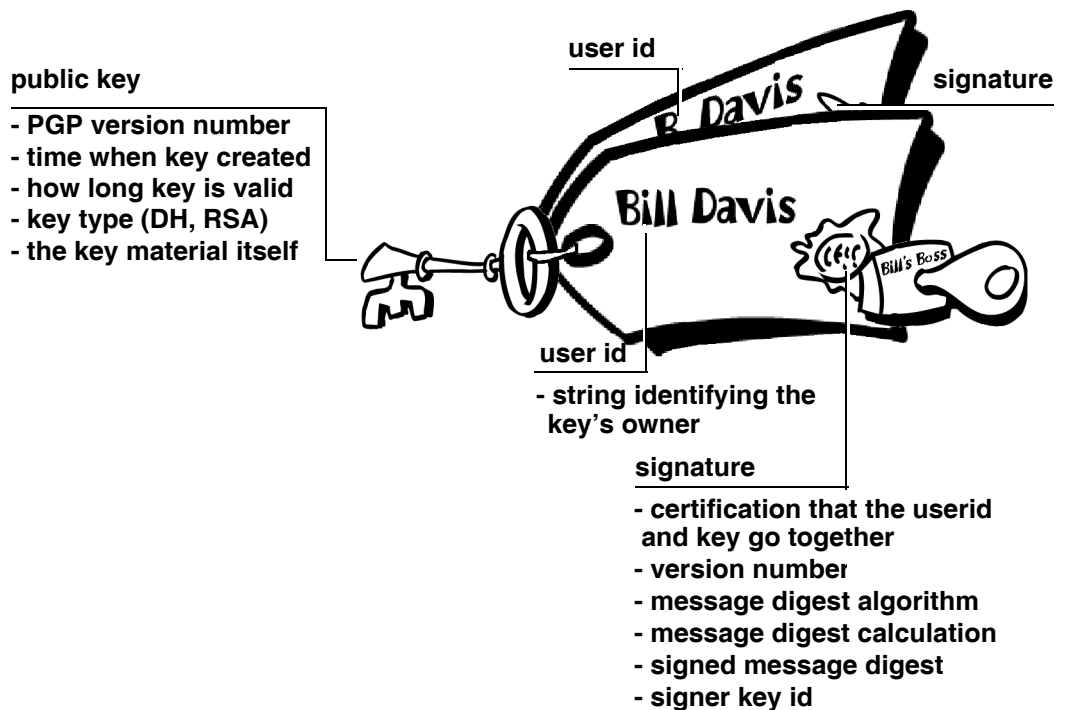 user id
public key
signature
- PGP version number
- time when key created
- how long key is valid
- key type (DH, RSA)
- the key material itself
B. Davis
Bill Davis
Bill's Boss
user id
- string identifying the
key's owner
signature
- certification that the userid
and key go together
- version number
- message digest algorithm
- message digest calculation
- signed message digest
- signer key id